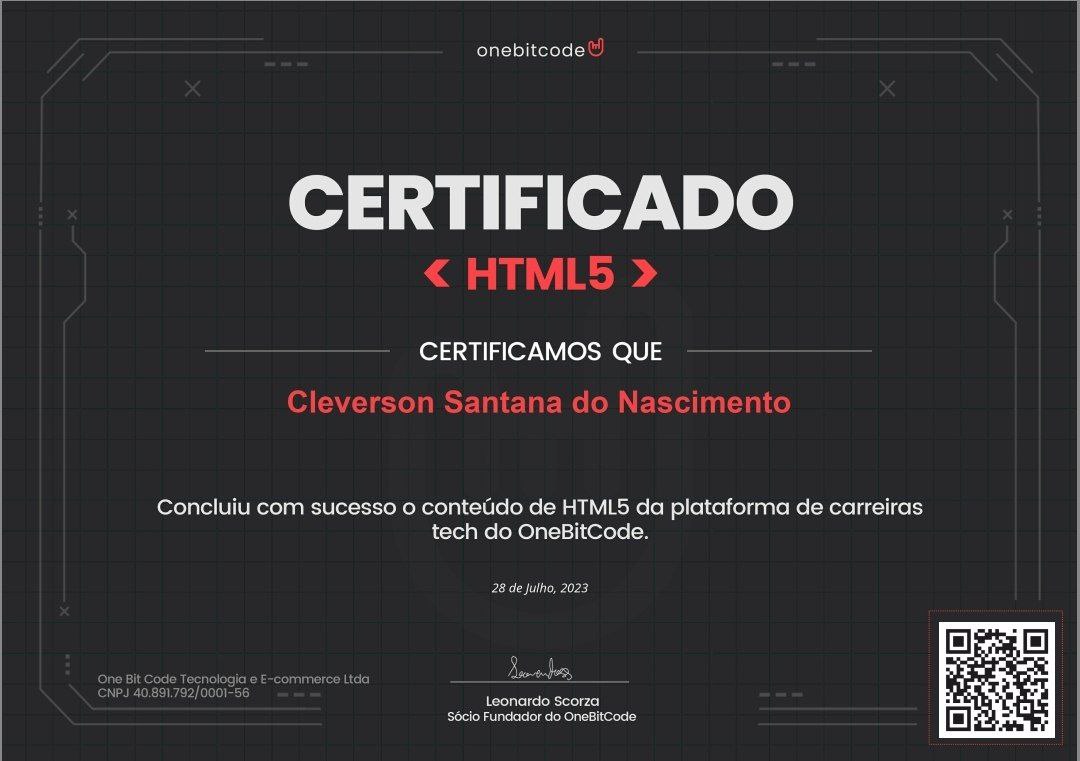 onebitcode
CERTIFICADO
< HTML5 >
CERTIFICAMOS QUE
Cleverson Santana do Nascimento
Concluiu com sucesso o conteúdo de HTML5 da plataforma de carreiras
tech do OneBitCode.
28 de Julho, 2023
One Bit Code Tecnologia e E-commerce Ltda
CNPJ 40.891.792/0001-56
Leonardo Scorza
Sócio Fundador do OneBitCode